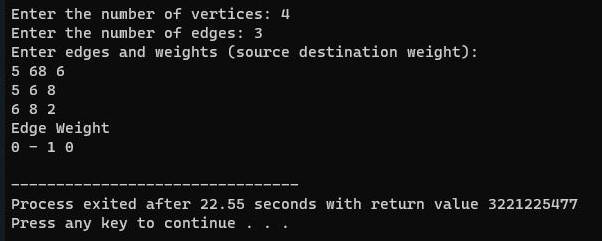 Enter the number of vertices: 4
Enter the number of edges: 3
Enter edges and weights (source destination weight):
5 68 6
5 6 8
6 8 2
Edge Weight
0 - 1 0
--------------------------------
Process exited after 22.55 seconds with return value 3221225477
Press any key to continue . . .